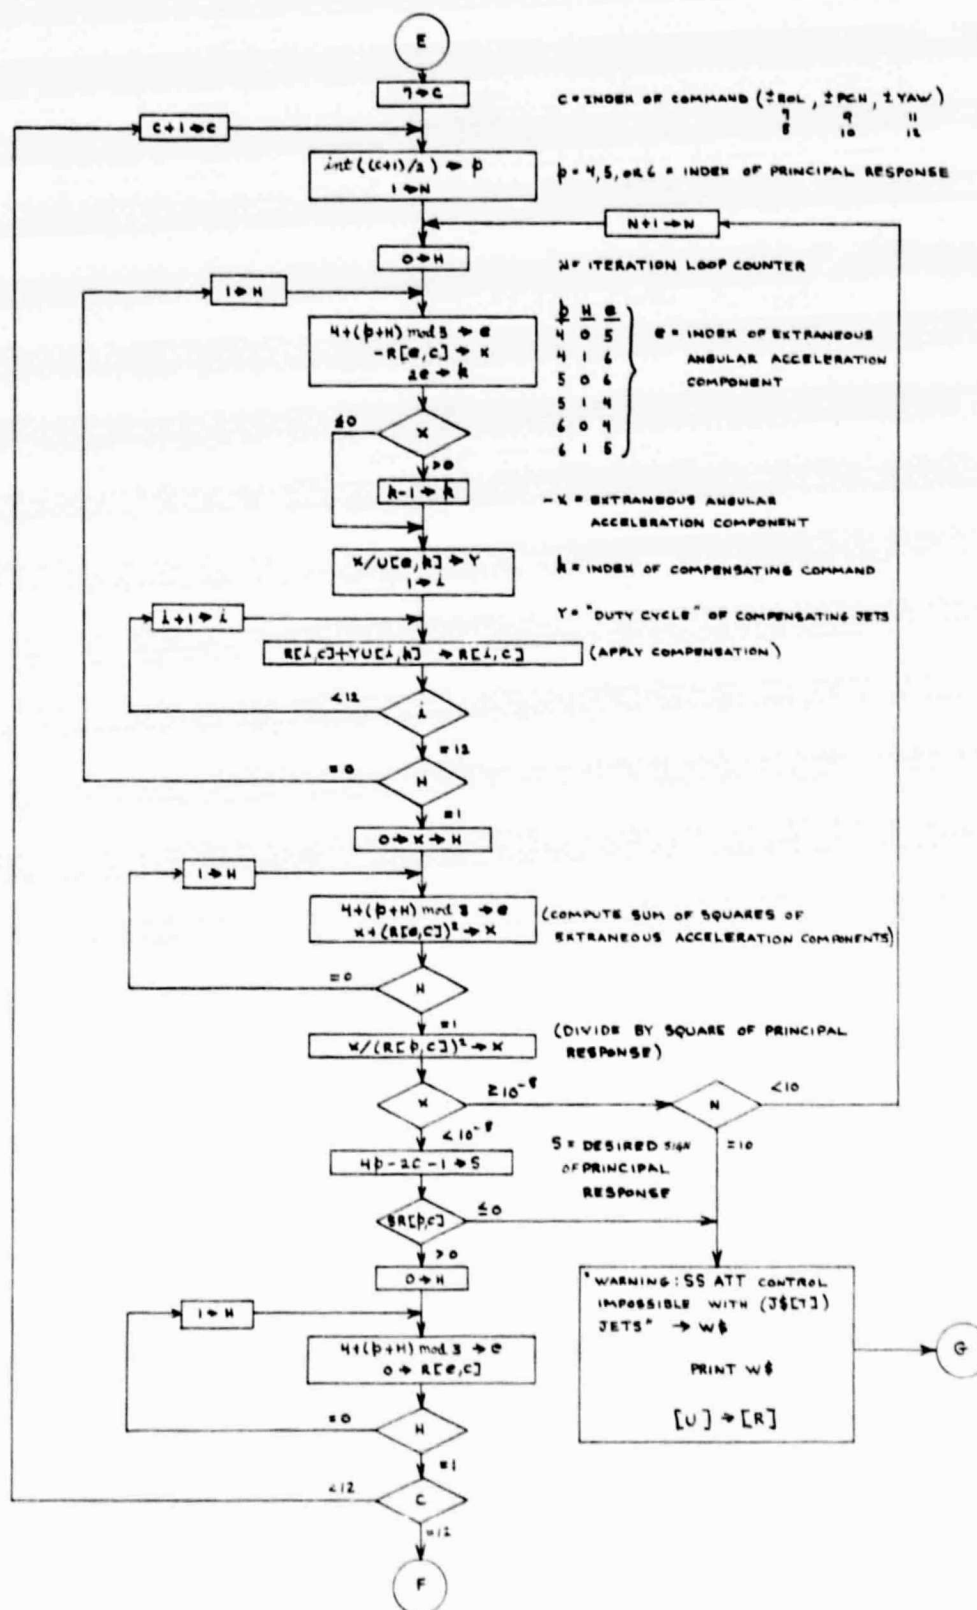 E
7→C
C = INDEX OF COMMAND (±ROL, ±PCH, ±YAW)
7 9 11
8 10 12
C+1→C
int((C+1)/2)→p
1→N
p = 4, 5, OR 6 = INDEX OF PRINCIPAL RESPONSE
N+1→N
0→H
N = ITERATION LOOP COUNTER
1→H
4+(p+H) mod 3→e
-R[e,c]→X
2e→k
p H e
4 0 5
4 1 6
5 0 6
5 1 4
6 0 4
6 1 5
e = INDEX OF EXTRANEOUS
ANGULAR ACCELERATION
COMPONENT
≤0
X
>0
k-1→k
-X = EXTRANEOUS ANGULAR
ACCELERATION COMPONENT
X/U[e,k]→Y
1→i
k = INDEX OF COMPENSATING COMMAND
i+1→i
Y = "DUTY CYCLE" OF COMPENSATING JETS
R[i,c]+YU[i,k]→R[i,c]
(APPLY COMPENSATION)
<12
i
=12
=0
H
=1
0→X→H
1→H
4+(p+H) mod 3→e
X+(R[e,c])²→X
(COMPUTE SUM OF SQUARES OF
EXTRANEOUS ACCELERATION COMPONENTS)
=0
H
=1
X/(R[p,c])²→X
(DIVIDE BY SQUARE OF PRINCIPAL
RESPONSE)
X
≥10⁻⁸
N
<10
<10⁻⁸
=10
4p-2c-1→S
S = DESIRED SIGN
OF PRINCIPAL
RESPONSE
SR[p,c]
≤0
>0
0→H
"WARNING: SS ATT CONTROL
IMPOSSIBLE WITH (J$[T])
JETS" → W$
PRINT W$
[U]→[R]
G
1→H
4+(p+H) mod 3→e
0→R[e,c]
=0
H
=1
<12
C
=12
F